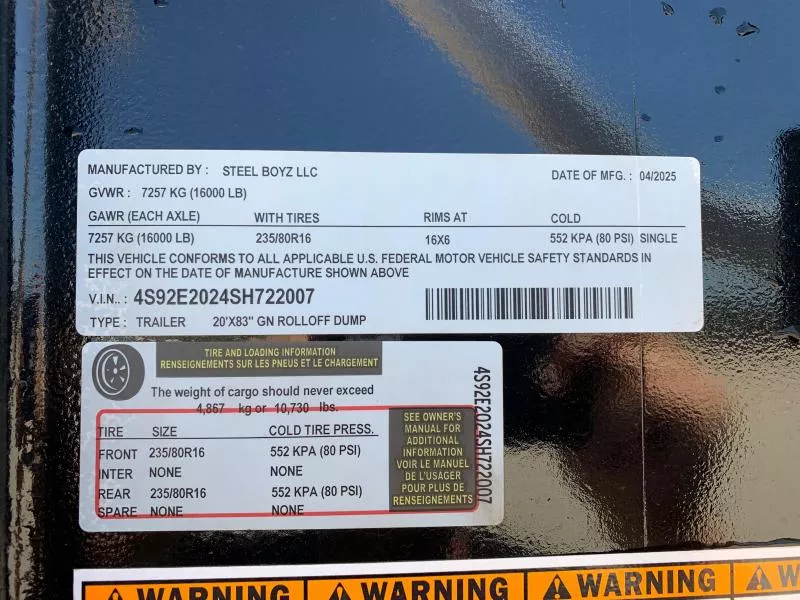 MANUFACTURED BY : STEEL BOYZ LLC DATE OF MFG. : 04/2025
GVWR : 7257 KG (16000 LB)
GAWR (EACH AXLE) WITH TIRES RIMS AT COLD
7257 KG (16000 LB) 235/80R16 16X6 552 KPA (80 PSI) SINGLE
THIS VEHICLE CONFORMS TO ALL APPLICABLE U.S. FEDERAL MOTOR VEHICLE SAFETY STANDARDS IN
EFFECT ON THE DATE OF MANUFACTURE SHOWN ABOVE
V.I.N.. : 4S92E2024SH722007
TYPE : TRAILER 20'X83" GN ROLLOFF DUMP
TIRE AND LOADING INFORMATION
RENSEIGNEMENTS SUR LES PNEUS ET LE CHARGEMENT
The weight of cargo should never exceed
4,867 kg or 10,730 lbs.
TIRE SIZE COLD TIRE PRESS.
FRONT 235/80R16 552 KPA (80 PSI)
INTER NONE NONE
REAR 235/80R16 552 KPA (80 PSI)
SPARE NONE NONE
SEE OWNER'S
MANUAL FOR
ADDITIONAL
INFORMATION
VOIR LE MANUEL
DE L'USAGER
POUR PLUS DE
RENSEIGNEMENTS
4S92E2024SH722007
WARNING WARNING WARNING WA